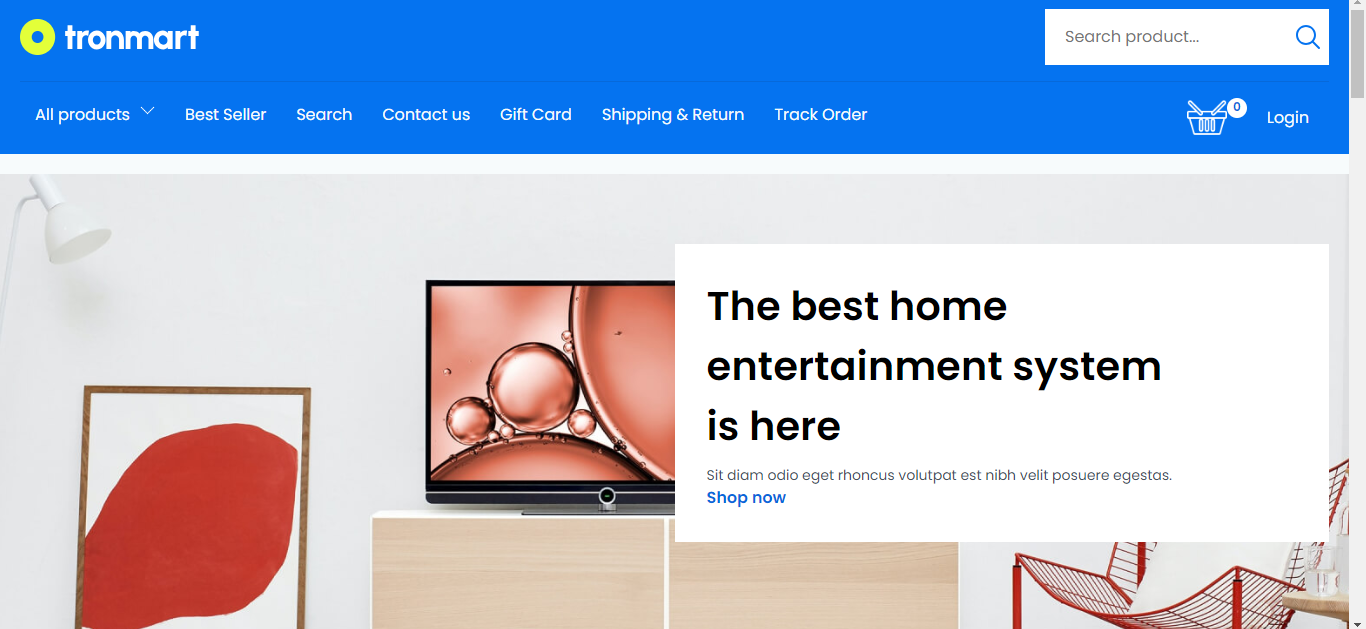 tronmart
Search product...
All products Best Seller Search Contact us Gift Card Shipping & Return Track Order
0
Login
The best home
entertainment system
is here
Sit diam odio eget rhoncus volutpat est nibh velit posuere egestas.
Shop now